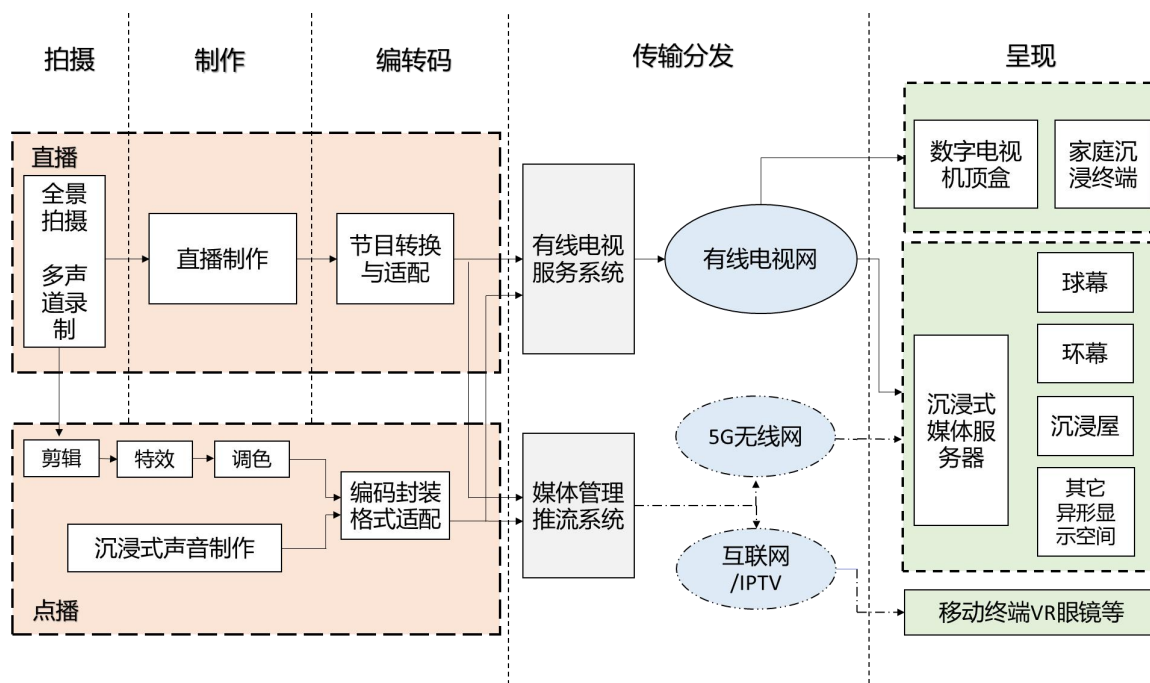 拍摄
制作
编转码
传输分发
呈现
直播
全景
拍摄
多声
道录
制
直播制作
节目转换
与适配
有线电视
服务系统
有线电视网
数字电视
机顶盒
家庭沉
浸终端
沉浸式
媒体服
务器
球幕
环幕
沉浸屋
其它
异形显
示空间
剪辑
特效
调色
沉浸式声音制作
编码封装
格式适配
点播
媒体管理
推流系统
5G无线网
互联网
/IPTV
移动终端VR眼镜等